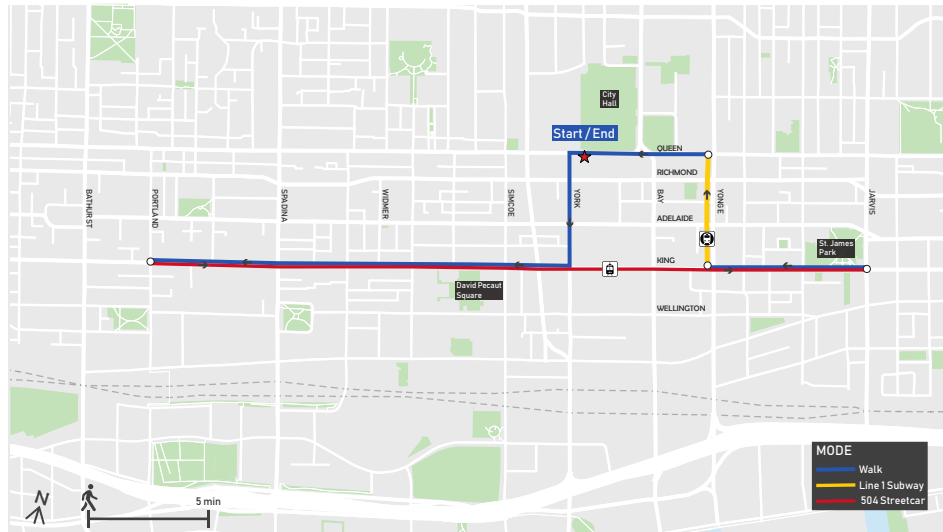 City
Hall
Start / End
QUEEN
RICHMOND
BATHURST
PORTLAND
SPADINA
WIDMER
SIMCOE
YORK
BAY
YONGE
JARVIS
ADELAIDE
KING
St. James
Park
David Pecaut
Square
WELLINGTON
MODE
Walk
Line 1 Subway
504 Streetcar
N
5 min